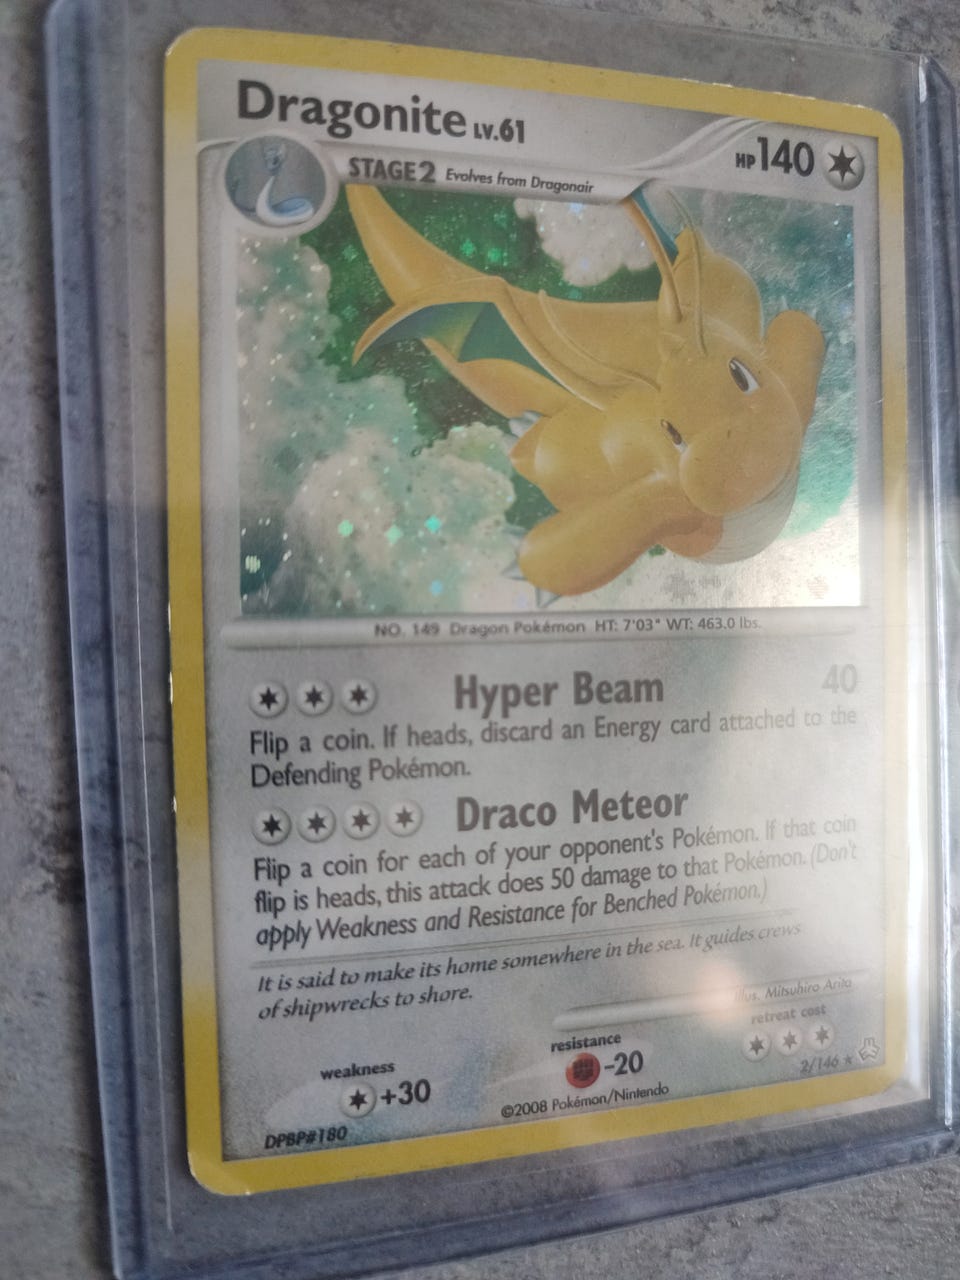 Dragonite LV.61
HP 140
STAGE 2 Evolves from Dragonair
NO. 149 Dragon Pokémon HT: 7'03" WT: 463.0 lbs.
Hyper Beam 40
Flip a coin. If heads, discard an Energy card attached to the
Defending Pokémon.
Draco Meteor
Flip a coin for each of your opponent's Pokémon. If that coin
flip is heads, this attack does 50 damage to that Pokémon. (Don't
apply Weakness and Resistance for Benched Pokémon.)
It is said to make its home somewhere in the sea. It guides crews
of shipwrecks to shore.
Illus. Mitsuhiro Arita
weakness
+30
resistance
-20
retreat cost
2/146
©2008 Pokémon/Nintendo
DPBP#180